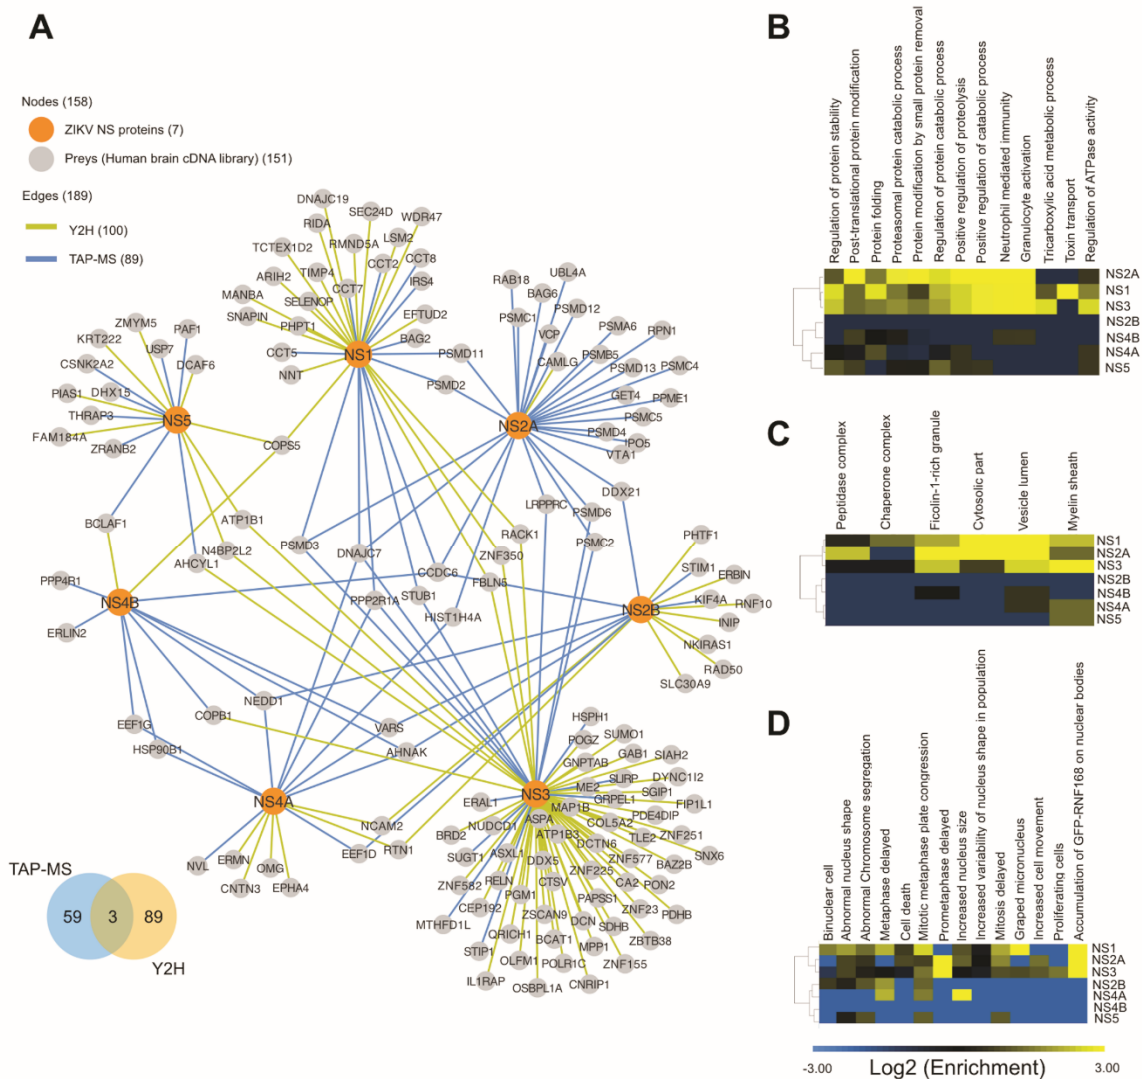 A
Nodes (158)
ZIKV NS proteins (7)
Preys (Human brain cDNA library) (151)
Edges (189)
Y2H (100)
TAP-MS (89)
DNAJC19
SEC24D
RIDA
WDR47
TCTEX1D2
RMND5A
LSM2
CCT2
CCT8
ARIH2
TIMP4
CCT7
IRS4
MANBA
SELENOP
SNAPIN
PHPT1
EFTUD2
BAG2
CCT5
NS1
PSMD11
NNT
PSMD2
ZMYM5
PAF1
KRT222
USP7
CSNK2A2
DCAF6
PIAS1
DHX15
THRAP3
NS5
FAM184A
ZRANB2
COPS5
RAB18
UBL4A
BAG6
PSMC1
PSMD12
VCP
PSMA6
RPN1
CAMLG
PSMB5
PSMD13
PSMC4
GET4
PPME1
NS2A
PSMC5
PSMD4
IPO5
VTA1
DDX21
LRPPRC
PSMD6
BCLAF1
ATP1B1
RACK1
PSMC2
N4BP2L2
PSMD3
DNAJC7
ZNF350
AHCYL1
CCDC6
FBLN5
PPP4R1
PPP2R1A
STUB1
NS4B
HIST1H4A
ERLIN2
PHTF1
STIM1
ERBIN
KIF4A
RNF10
NS2B
INIP
NKIRAS1
RAD50
SLC30A9
NEDD1
COPB1
EEF1G
VARS
HSP90B1
AHNAK
NS4A
NCAM2
NVL
ERMN
OMG
EEF1D
RTN1
CNTN3
EPHA4
HSPH1
POGZ
SUMO1
GNPTAB
GAB1
SIAH2
ME2
SLIRP
DYNC1I2
NS3
GRPEL1
SGIP1
ERAL1
MAP1B
FIP1L1
ASPA
COL5A2
PDE4DIP
NUDCD1
ATP1B3
TLE2
ZNF251
BRD2
DCTN6
SUGT1
ASXL1
DDX5
ZNF577
BAZ2B
SNX6
ZNF582
RELN
CTSV
ZNF225
CA2
PON2
CEP192
PGM1
PAPSS1
ZNF23
PDHB
MTHFD1L
ZSCAN9
DCN
SDHB
QRICH1
BCAT1
MPP1
ZBTB38
STIP1
OLFM1
POLR1C
ZNF155
IL1RAP
OSBPL1A
CNRIP1
TAP-MS
59
3
89
Y2H
B
Regulation of protein stability
Post-translational protein modification
Protein folding
Proteasomal protein catabolic process
Protein modification by small protein removal
Regulation of protein catabolic process
Positive regulation of proteolysis
Positive regulation of catabolic process
Neutrophil mediated immunity
Granulocyte activation
Tricarboxylic acid metabolic process
Toxin transport
Regulation of ATPase activity
NS2A
NS1
NS3
NS2B
NS4B
NS4A
NS5
C
Peptidase complex
Chaperone complex
Ficolin-1-rich granule
Cytosolic part
Vesicle lumen
Myelin sheath
NS1
NS2A
NS3
NS2B
NS4B
NS4A
NS5
D
Binuclear cell
Abnormal nucleus shape
Abnormal Chromosome segregation
Metaphase delayed
Cell death
Mitotic metaphase plate congression
Prometaphase delayed
Increased nucleus size
Increased variability of nucleus shape in population
Mitosis delayed
Graped micronucleus
Increased cell movement
Proliferating cells
Accumulation of GFP-RNF168 on nuclear bodies
NS1
NS2A
NS3
NS2B
NS4A
NS4B
NS5
-3.00
Log2 (Enrichment)
3.00